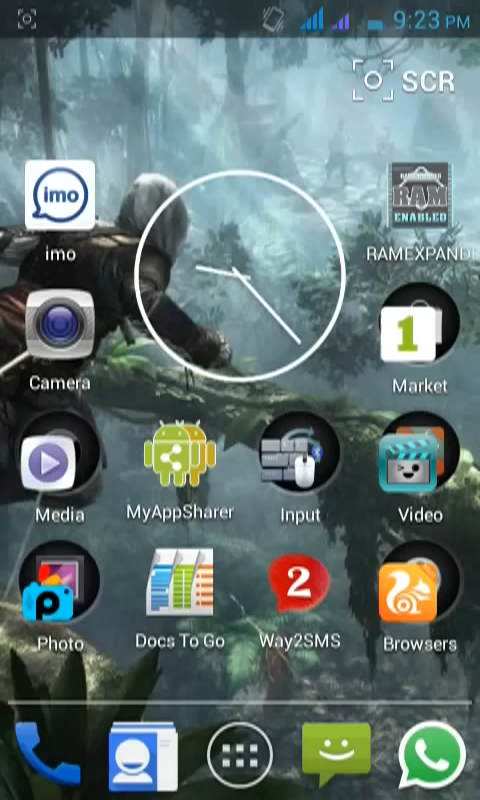 9:23 PM
SCR
imo
RAM
ENABLED
imo
RAMEXPAND
1
Camera
Market
Media
MyAppSharer
Input
Video
p
2
Photo
Docs To Go
Way2SMS
Browsers